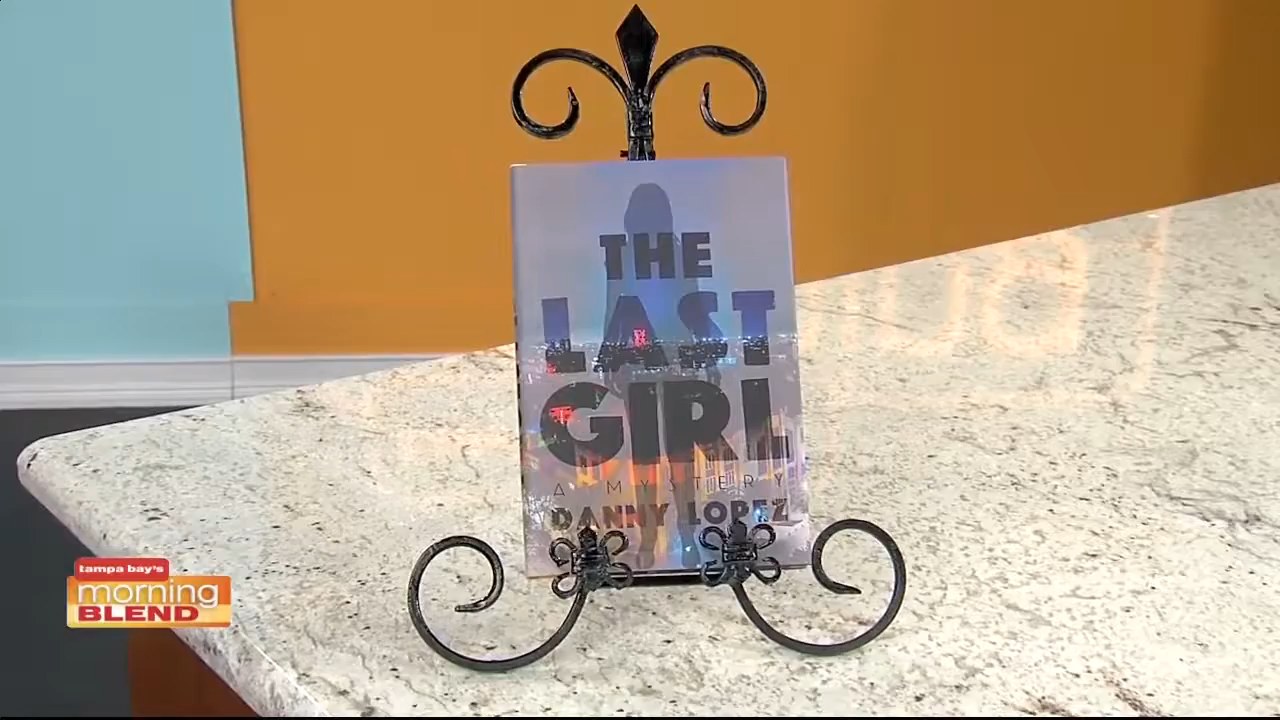 THE
LAST
GIRL
A MYSTERY
DANNY LOPEZ
tampa bay's
morning
BLEND